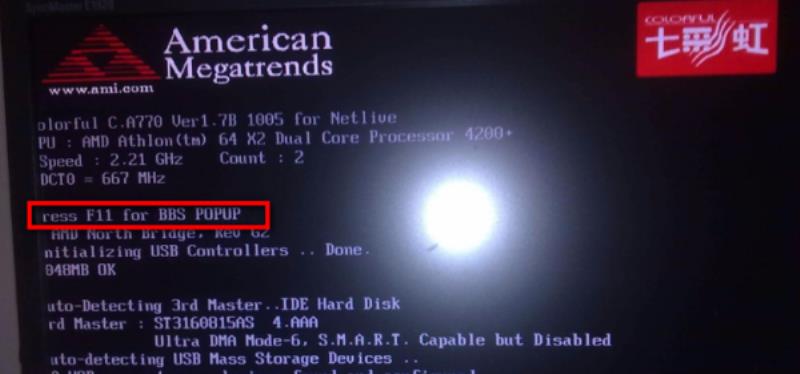 SyncMaster E1920
American
Megatrends
www.ami.com
COLORFUL
七彩虹
olorful C.A770 Ver1.7B 1005 for Netlive
PU : AMD Athlon(tm) 64 X2 Dual Core Processor 4200+
Speed : 2.21 GHz Count : 2
DCT0 = 667 MHz
ress F11 for BBS POPUP
AMD North Bridge, Rev G2
nitializing USB Controllers .. Done.
048MB OK
uto-Detecting 3rd Master..IDE Hard Disk
rd Master : ST3160815AS 4.AAA
Ultra DMA Mode-6, S.M.A.R.T. Capable but Disabled
uto-detecting USB Mass Storage Devices ..